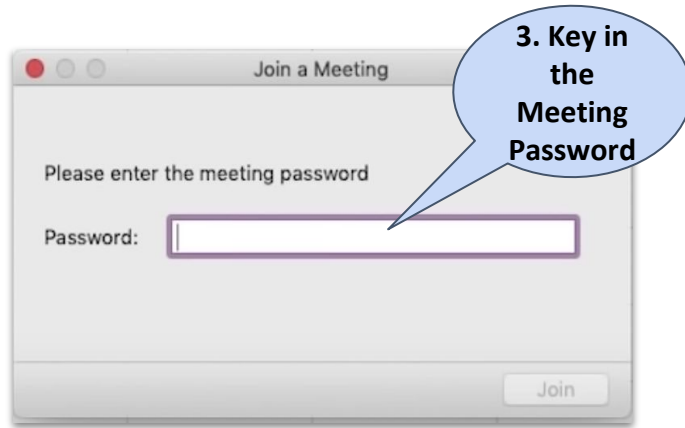 3. Key in
the
Meeting
Password
Join a Meeting
Please enter the meeting password
Password:
Join